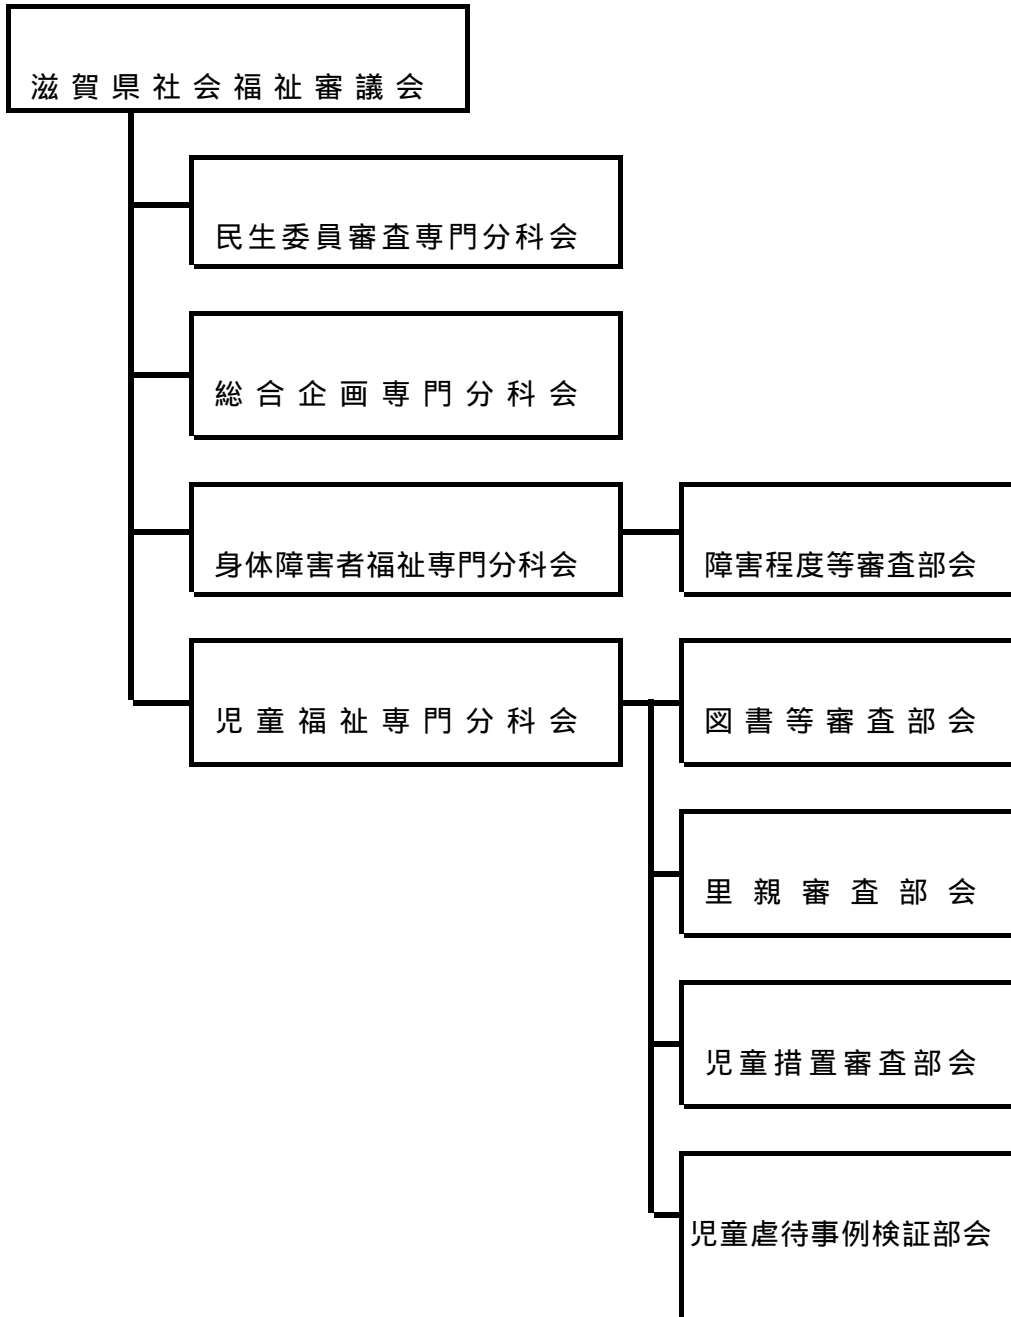 滋賀県社会福祉審議会
民生委員審査専門分科会
総合企画専門分科会
身体障害者福祉専門分科会
障害程度等審査部会
児童福祉専門分科会
図書等審査部会
里親審査部会
児童措置審査部会
児童虐待事例検証部会